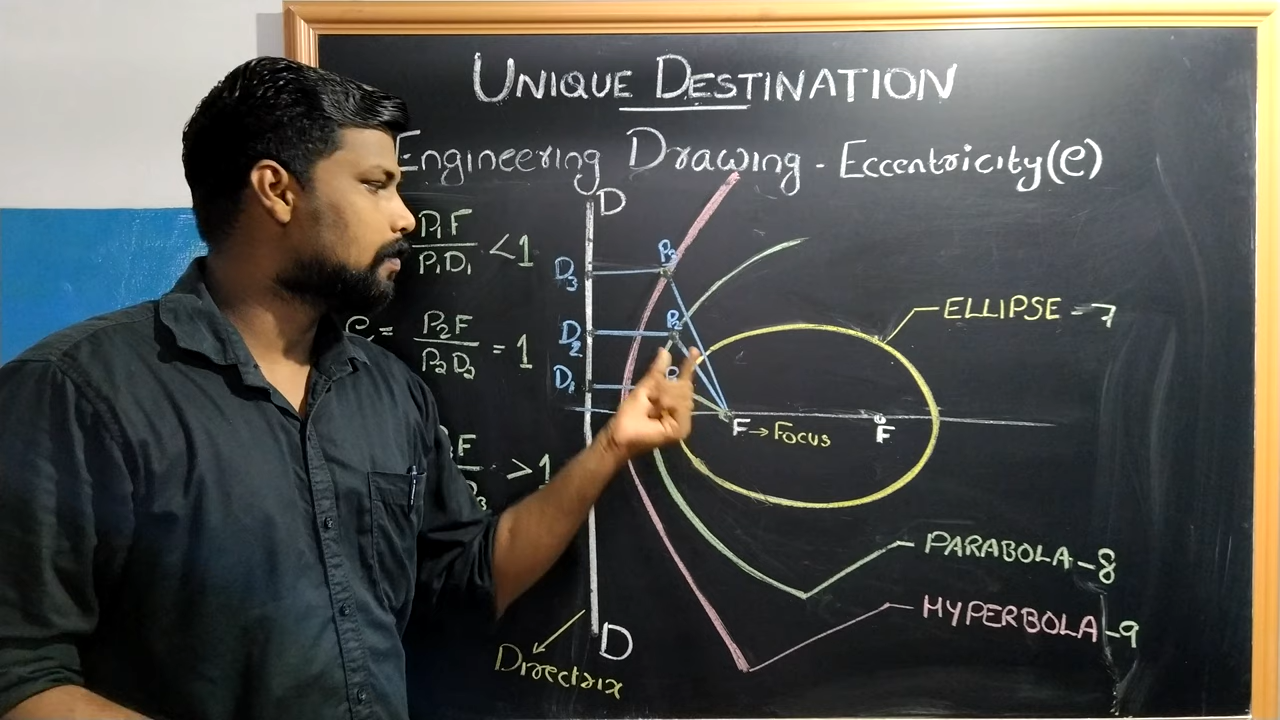 UNIQUE DESTINATION
Engineering Drawing - Eccentricity(e)
D
P1F
P1D1
<1
D3
P3
e = P2F
P2D2
= 1
D2
P2
D1
ELLIPSE - 7
F → Focus
F
>1
PARABOLA - 8
HYPERBOLA - 9
D
Directrix